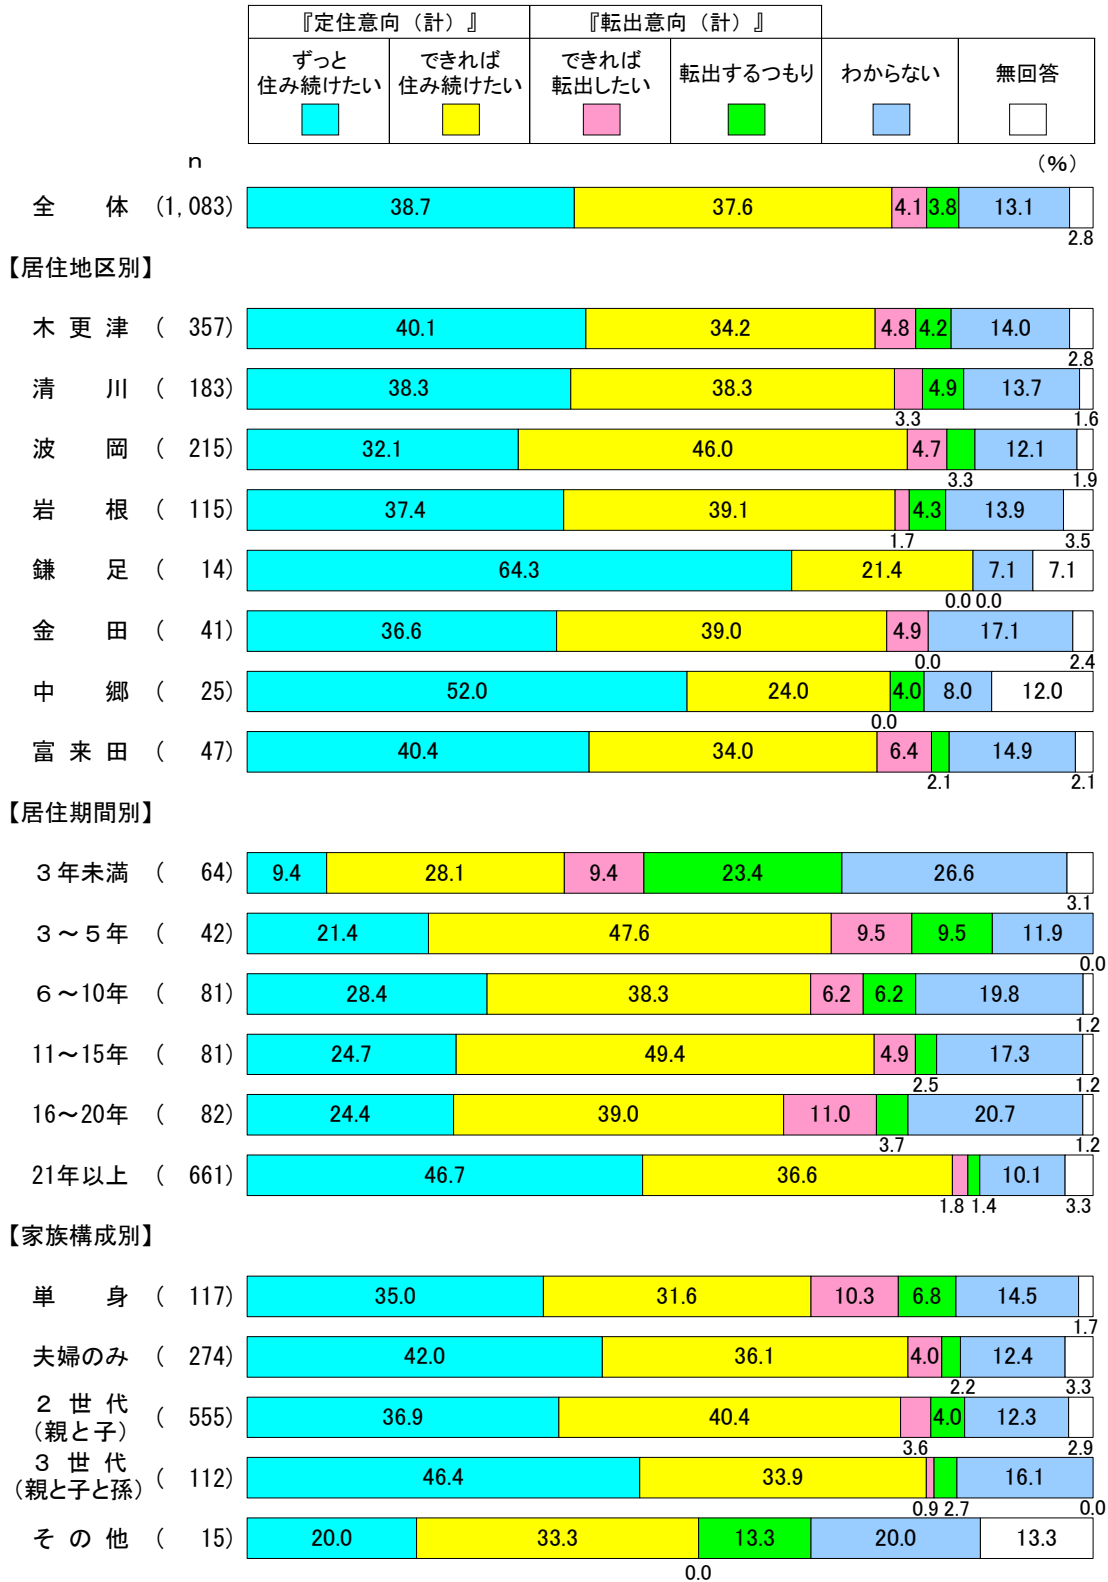 『定住意向（計）』 『転出意向（計）』
ずっと
住み続けたい
できれば
住み続けたい
できれば
転出したい
転出するつもり
わからない
無回答
ｎ (%)
全 体 (1,083) 38.7 37.6 4.1 3.8 13.1
2.8
【居住地区別】
木 更 津 ( 357) 40.1 34.2 4.8 4.2 14.0
2.8
清 川 ( 183) 38.3 38.3 4.9 13.7
3.3 1.6
波 岡 ( 215) 32.1 46.0 4.7 12.1
3.3 1.9
岩 根 ( 115) 37.4 39.1 4.3 13.9
1.7 3.5
鎌 足 ( 14) 64.3 21.4 7.1 7.1
0.0 0.0
金 田 ( 41) 36.6 39.0 4.9 17.1
0.0 2.4
中 郷 ( 25) 52.0 24.0 4.0 8.0 12.0
0.0
富 来 田 ( 47) 40.4 34.0 6.4 14.9
2.1 2.1
【居住期間別】
３年未満 ( 64) 9.4 28.1 9.4 23.4 26.6
3.1
３～５年 ( 42) 21.4 47.6 9.5 9.5 11.9
0.0
６～10年 ( 81) 28.4 38.3 6.2 6.2 19.8
1.2
11～15年 ( 81) 24.7 49.4 4.9 17.3
2.5 1.2
16～20年 ( 82) 24.4 39.0 11.0 20.7
3.7 1.2
21年以上 ( 661) 46.7 36.6 10.1
1.8 1.4 3.3
【家族構成別】
単 身 ( 117) 35.0 31.6 10.3 6.8 14.5
1.7
夫婦のみ ( 274) 42.0 36.1 4.0 12.4
2.2 3.3
２ 世 代
(親と子) ( 555) 36.9 40.4 4.0 12.3
3.6 2.9
３ 世 代
(親と子と孫) ( 112) 46.4 33.9 16.1
0.9 2.7 0.0
そ の 他 ( 15) 20.0 33.3 13.3 20.0 13.3
0.0